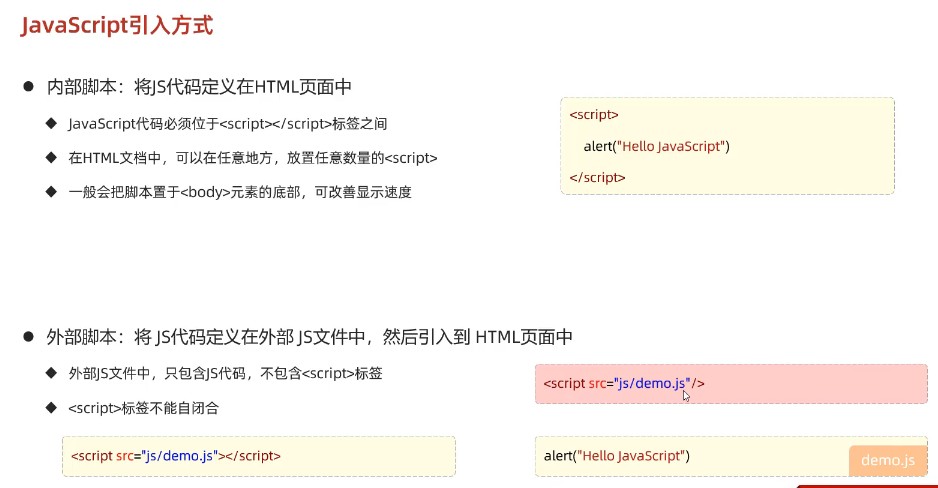 JavaScript引入方式
● 内部脚本：将JS代码定义在HTML页面中
◆ JavaScript代码必须位于<script></script>标签之间
◆ 在HTML文档中，可以在任意地方，放置任意数量的<script>
◆ 一般会把脚本置于<body>元素的底部，可改善显示速度
<script>
alert("Hello JavaScript")
</script>
● 外部脚本：将 JS代码定义在外部 JS文件中，然后引入到 HTML页面中
◆ 外部JS文件中，只包含JS代码，不包含<script>标签
◆ <script>标签不能自闭合
<script src="js/demo.js"/>
<script src="js/demo.js"></script>
alert("Hello JavaScript")
demo.js